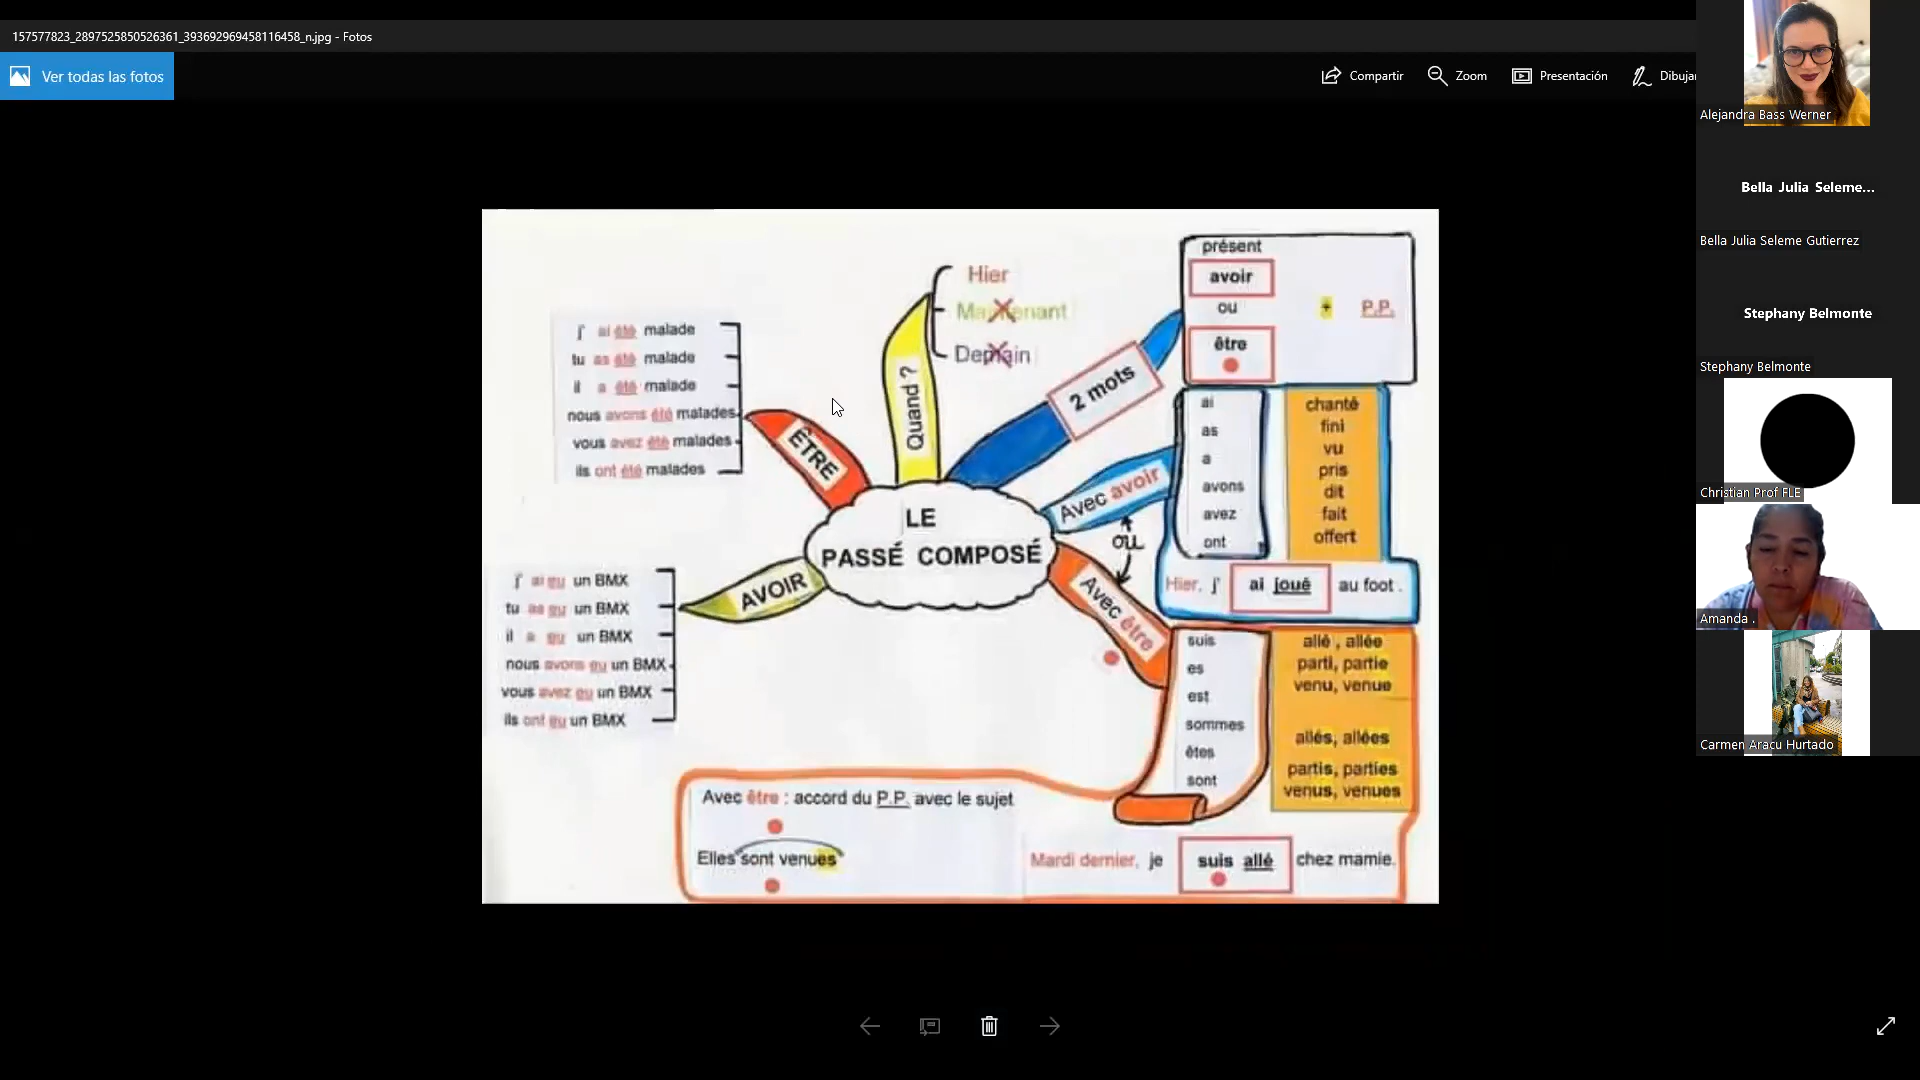 157577823_2897525850526361_393692969458116458_n.jpg - Fotos
Ver todas las fotos
Compartir
Zoom
Presentación
Dibujar
LE
PASSÉ COMPOSÉ
ÊTRE
j' ai été malade
tu as été malade
il a été malade
nous avons été malades
vous avez été malades
ils ont été malades
AVOIR
j' ai eu un BMX
tu as eu un BMX
il a eu un BMX
nous avons eu un BMX
vous avez eu un BMX
ils ont eu un BMX
Quand ?
Hier
Maintenant
Demain
2 mots
présent
avoir
ou
être
+ P.P.
Avec avoir
ai
as
a
avons
avez
ont
chanté
fini
vu
pris
dit
fait
offert
Hier, j' ai joué au foot .
ou
Avec être
suis
es
est
sommes
êtes
sont
allé , allée
parti, partie
venu, venue
allés, allées
partis, parties
venus, venues
Avec être : accord du P.P. avec le sujet
Elles sont venues
Mardi dernier, je suis allé chez mamie.
Alejandra Bass Werner
Bella Julia Seleme...
Bella Julia Seleme Gutierrez
Stephany Belmonte
Stephany Belmonte
Christian Prof FLE
Amanda .
Carmen Aracu Hurtado